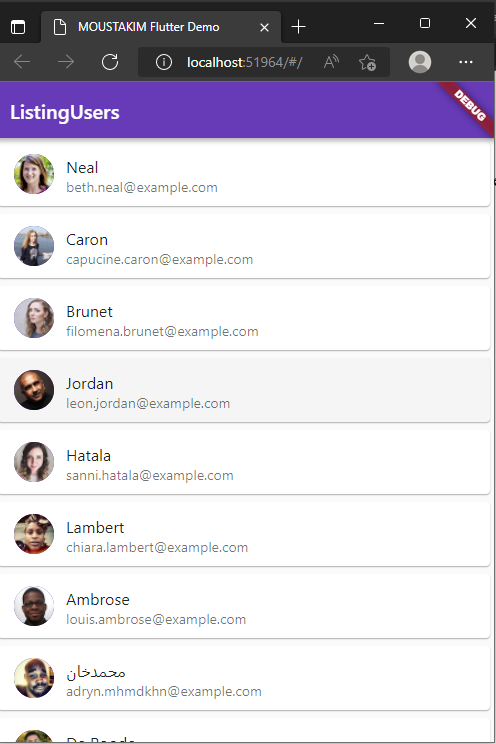 MOUSTAKIM Flutter Demo
localhost:51964/#/
ListingUsers
DEBUG
Neal
beth.neal@example.com
Caron
capucine.caron@example.com
Brunet
filomena.brunet@example.com
Jordan
leon.jordan@example.com
Hatala
sanni.hatala@example.com
Lambert
chiara.lambert@example.com
Ambrose
louis.ambrose@example.com
محمدخان
adryn.mhmdkhn@example.com